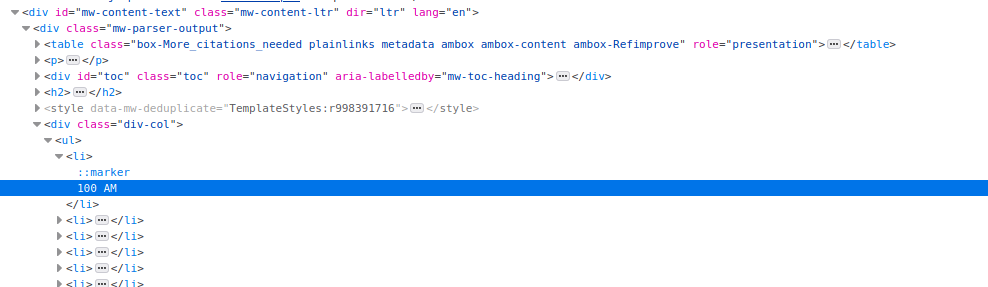 <div id="mw-content-text" class="mw-content-ltr" dir="ltr" lang="en">
<div class="mw-parser-output">
<table class="box-More_citations_needed plainlinks metadata ambox ambox-content ambox-Refimprove" role="presentation">…</table>
<p>…</p>
<div id="toc" class="toc" role="navigation" aria-labelledby="mw-toc-heading">…</div>
<h2>…</h2>
<style data-mw-deduplicate="TemplateStyles:r998391716">…</style>
<div class="div-col">
<ul>
<li>
::marker
100 AM
</li>
<li>…</li>
<li>…</li>
<li>…</li>
<li>…</li>
<li>…</li>